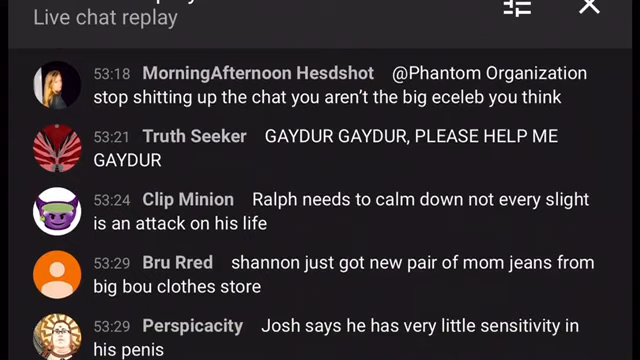 Live chat replay
53:18 MorningAfternoon Hesdshot @Phantom Organization
stop shitting up the chat you aren’t the big eceleb you think
53:21 Truth Seeker GAYDUR GAYDUR, PLEASE HELP ME
GAYDUR
53:24 Clip Minion Ralph needs to calm down not every slight
is an attack on his life
53:29 Bru Rred shannon just got new pair of mom jeans from
big bou clothes store
53:29 Perspicacity Josh says he has very little sensitivity in
his penis